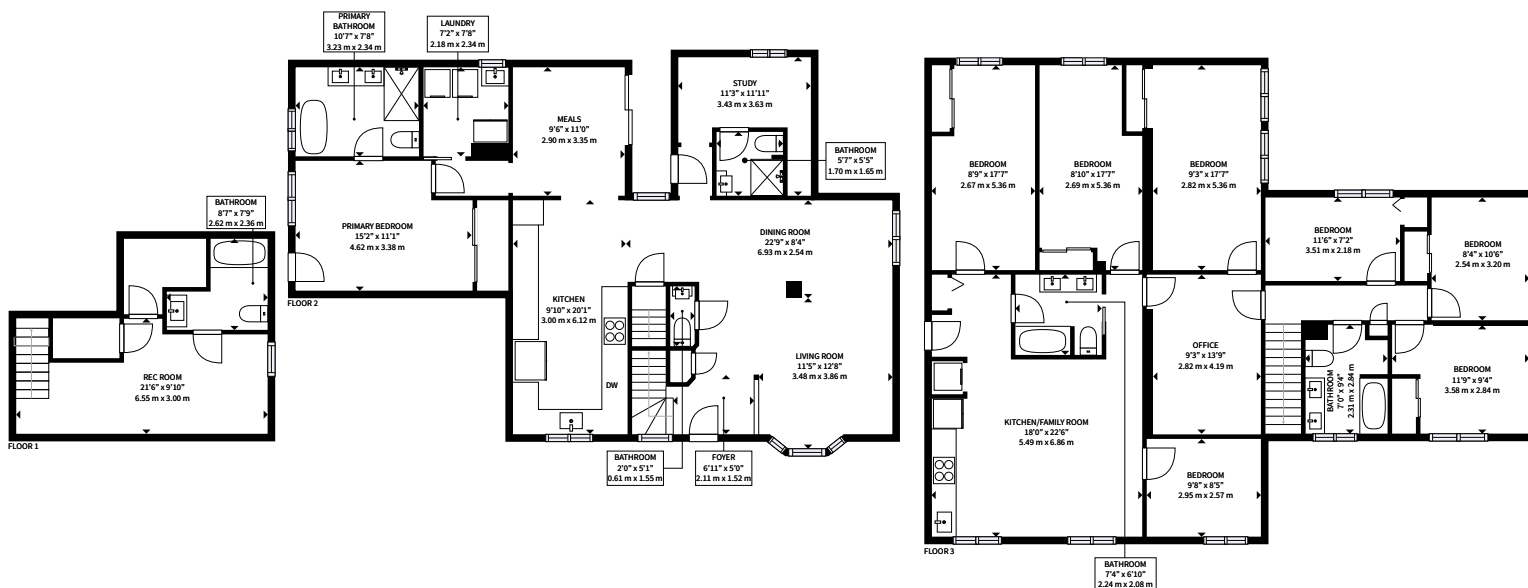 BATHROOM
8'7" x 7'9"
2.62 m x 2.36 m
REC ROOM
21'6" x 9'10"
6.55 m x 3.00 m
FLOOR 1
PRIMARY
BATHROOM
10'7" x 7'8"
3.23 m x 2.34 m
LAUNDRY
7'2" x 7'8"
2.18 m x 2.34 m
MEALS
9'6" x 11'0"
2.90 m x 3.35 m
STUDY
11'3" x 11'11"
3.43 m x 3.63 m
BATHROOM
5'7" x 5'5"
1.70 m x 1.65 m
PRIMARY BEDROOM
15'2" x 11'1"
4.62 m x 3.38 m
DINING ROOM
22'9" x 8'4"
6.93 m x 2.54 m
KITCHEN
9'10" x 20'1"
3.00 m x 6.12 m
DW
LIVING ROOM
11'5" x 12'8"
3.48 m x 3.86 m
BATHROOM
2'0" x 5'1"
0.61 m x 1.55 m
FOYER
6'11" x 5'0"
2.11 m x 1.52 m
FLOOR 2
BEDROOM
8'9" x 17'7"
2.67 m x 5.36 m
BEDROOM
8'10" x 17'7"
2.69 m x 5.36 m
BEDROOM
9'3" x 17'7"
2.82 m x 5.36 m
BEDROOM
11'6" x 7'2"
3.51 m x 2.18 m
BEDROOM
8'4" x 10'6"
2.54 m x 3.20 m
OFFICE
9'3" x 13'9"
2.82 m x 4.19 m
BATHROOM
7'0" x 9'4"
2.31 m x 2.84 m
BEDROOM
11'9" x 9'4"
3.58 m x 2.84 m
KITCHEN/FAMILY ROOM
18'0" x 22'6"
5.49 m x 6.86 m
BEDROOM
9'8" x 8'5"
2.95 m x 2.57 m
BATHROOM
7'4" x 6'10"
2.24 m x 2.08 m
FLOOR 3